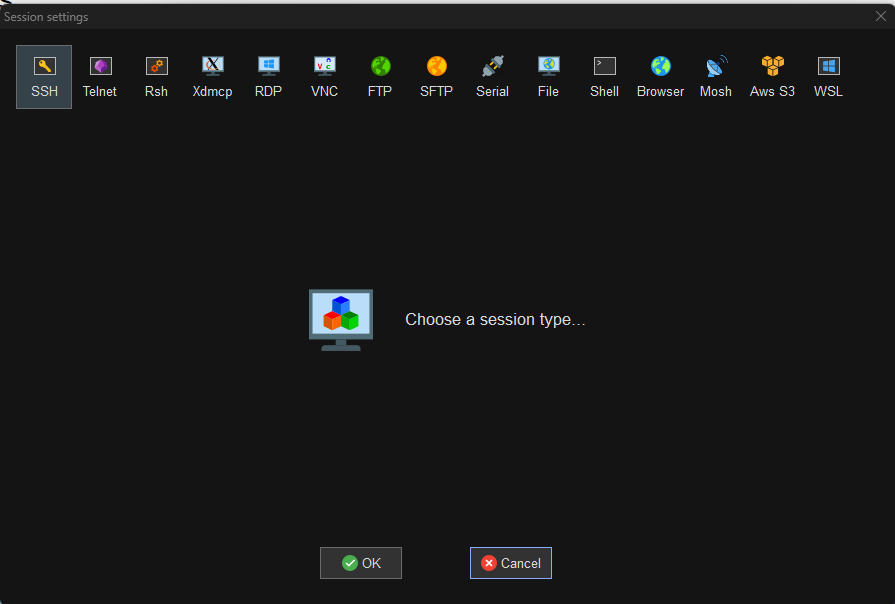 Session settings
SSH Telnet Rsh Xdmcp RDP VNC FTP SFTP Serial File Shell Browser Mosh Aws S3 WSL
Choose a session type...
OK Cancel